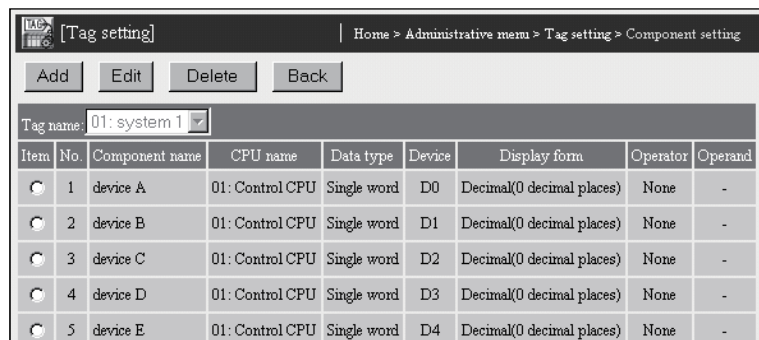 TAG [Tag setting] | Home > Administrative menu > Tag setting > Component setting
Add Edit Delete Back
Tag name: 01: system 1
Item No. Component name CPU name Data type Device Display form Operator Operand
1 device A 01: Control CPU Single word D0 Decimal(0 decimal places) None -
2 device B 01: Control CPU Single word D1 Decimal(0 decimal places) None -
3 device C 01: Control CPU Single word D2 Decimal(0 decimal places) None -
4 device D 01: Control CPU Single word D3 Decimal(0 decimal places) None -
5 device E 01: Control CPU Single word D4 Decimal(0 decimal places) None -